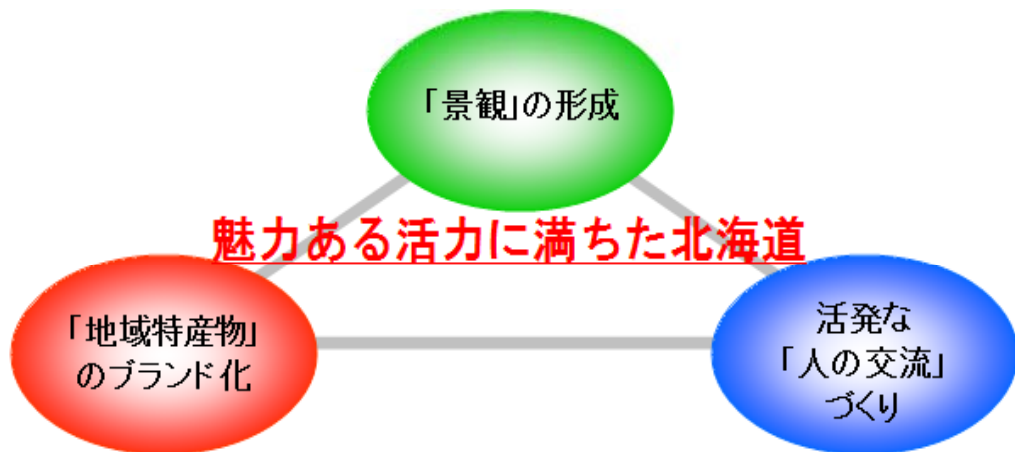 「景観」の形成
魅力ある活力に満ちた北海道
「地域特産物」
のブランド化
活発な
「人の交流」
づくり